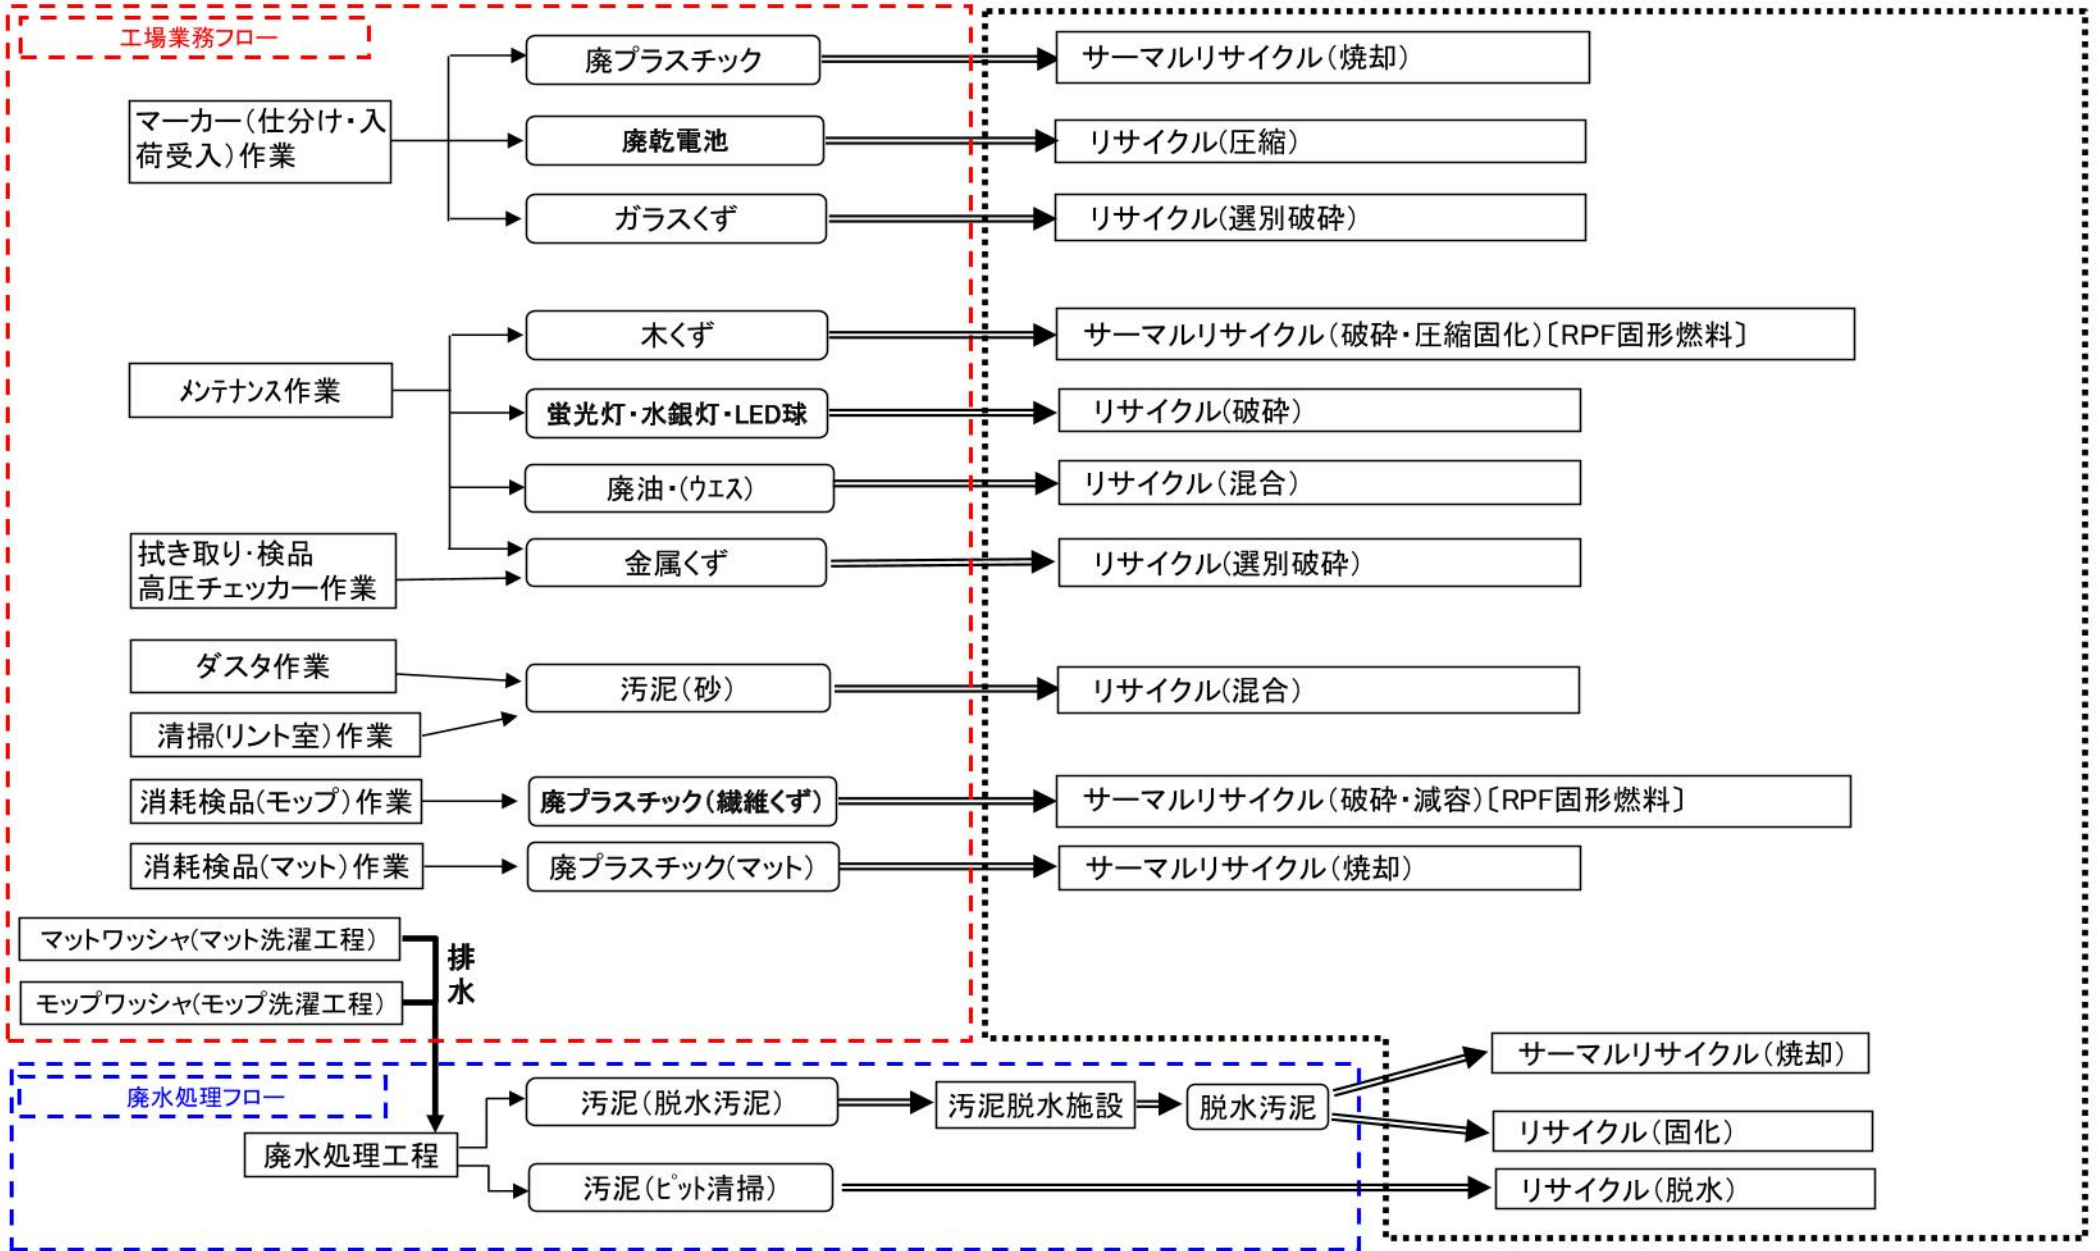 工場業務フロー
マーカー(仕分け・入
荷受入)作業
廃プラスチック
サーマルリサイクル(焼却)
廃乾電池
リサイクル(圧縮)
ガラスくず
リサイクル(選別破砕)
メンテナンス作業
木くず
サーマルリサイクル(破砕・圧縮固化)〔RPF固形燃料〕
蛍光灯・水銀灯・LED球
リサイクル(破砕)
廃油・(ウエス)
リサイクル(混合)
拭き取り・検品
高圧チェッカー作業
金属くず
リサイクル(選別破砕)
ダスタ作業
清掃(リント室)作業
汚泥(砂)
リサイクル(混合)
消耗検品(モップ)作業
廃プラスチック(繊維くず)
サーマルリサイクル(破砕・減容)〔RPF固形燃料〕
消耗検品(マット)作業
廃プラスチック(マット)
サーマルリサイクル(焼却)
マットワッシャ(マット洗濯工程)
モップワッシャ(モップ洗濯工程)
排
水
廃水処理フロー
廃水処理工程
汚泥(脱水汚泥)
汚泥脱水施設
脱水汚泥
サーマルリサイクル(焼却)
リサイクル(固化)
汚泥(ピット清掃)
リサイクル(脱水)